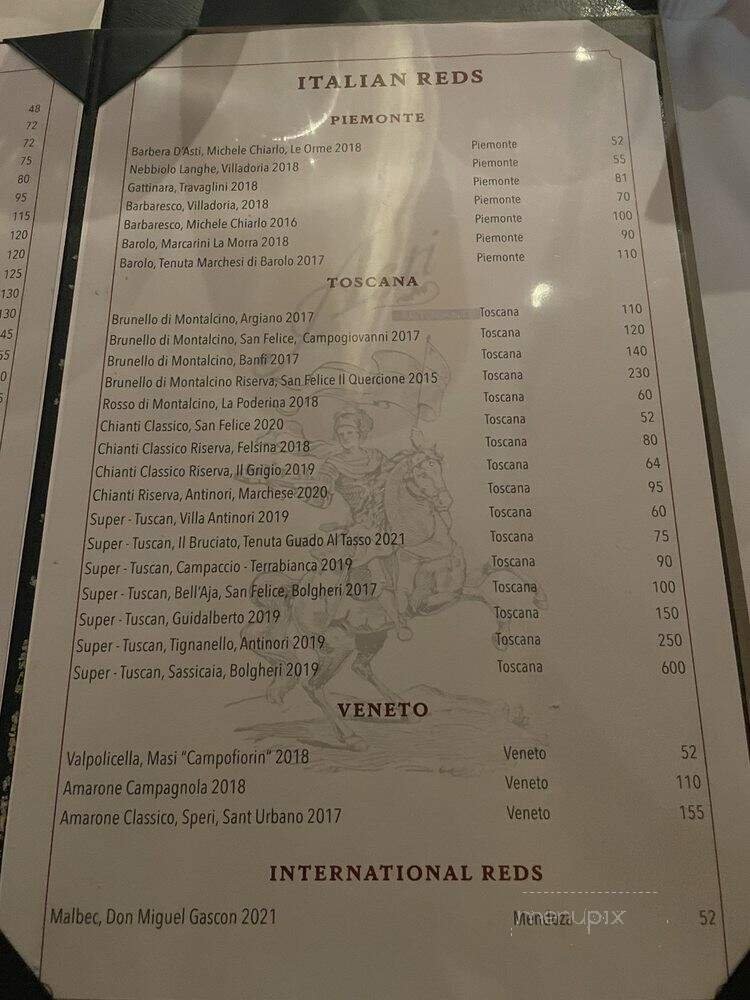 48
72
72
75
80
95
115
120
120
125
130
130
45
55
0
5
ITALIAN REDS
PIEMONTE
Barbera D'Asti, Michele Chiarlo, Le Orme 2018 Piemonte 52
Nebbiolo Langhe, Villadoria 2018 Piemonte 55
Gattinara, Travaglini 2018 Piemonte 81
Barbaresco, Villadoria, 2018 Piemonte 70
Barbaresco, Michele Chiarlo 2016 Piemonte 100
Barolo, Marcarini La Morra 2018 Piemonte 90
Barolo, Tenuta Marchesi di Barolo 2017 Piemonte 110
TOSCANA
Brunello di Montalcino, Argiano 2017 Toscana 110
Brunello di Montalcino, San Felice, Campogiovanni 2017 Toscana 120
Brunello di Montalcino, Banfi 2017 Toscana 140
Brunello di Montalcino Riserva, San Felice Il Quercione 2015 Toscana 230
Rosso di Montalcino, La Poderina 2018 Toscana 60
Chianti Classico, San Felice 2020 Toscana 52
Chianti Classico Riserva, Felsina 2018 Toscana 80
Chianti Classico Riserva, Il Grigio 2019 Toscana 64
Chianti Riserva, Antinori, Marchese 2020 Toscana 95
Super - Tuscan, Villa Antinori 2019 Toscana 60
Super - Tuscan, Il Bruciato, Tenuta Guado Al Tasso 2021 Toscana 75
Super - Tuscan, Campaccio - Terrabianca 2019 Toscana 90
Super - Tuscan, Bell'Aja, San Felice, Bolgheri 2017 Toscana 100
Super - Tuscan, Guidalberto 2019 Toscana 150
Super - Tuscan, Tignanello, Antinori 2019 Toscana 250
Super - Tuscan, Sassicaia, Bolgheri 2019 Toscana 600
VENETO
Valpolicella, Masi "Campofiorin" 2018 Veneto 52
Amarone Campagnola 2018 Veneto 110
Amarone Classico, Speri, Sant Urbano 2017 Veneto 155
INTERNATIONAL REDS
Malbec, Don Miguel Gascon 2021 Mendoza 52
menupix